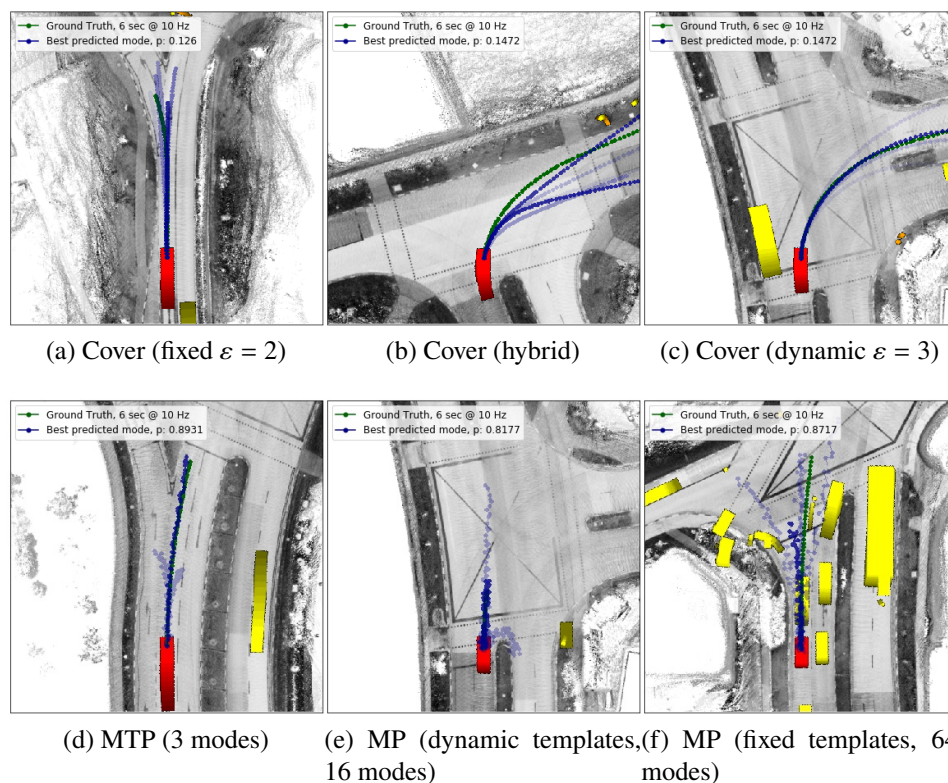 Ground Truth, 6 sec @ 10 Hz
Best predicted mode, p: 0.126
Ground Truth, 6 sec @ 10 Hz
Best predicted mode, p: 0.1472
Ground Truth, 6 sec @ 10 Hz
Best predicted mode, p: 0.1472
(a) Cover (fixed ε = 2)
(b) Cover (hybrid)
(c) Cover (dynamic ε = 3)
Ground Truth, 6 sec @ 10 Hz
Best predicted mode, p: 0.8931
Ground Truth, 6 sec @ 10 Hz
Best predicted mode, p: 0.8177
Ground Truth, 6 sec @ 10 Hz
Best predicted mode, p: 0.8717
(d) MTP (3 modes)
(e) MP (dynamic templates,
16 modes)
(f) MP (fixed templates,
modes)